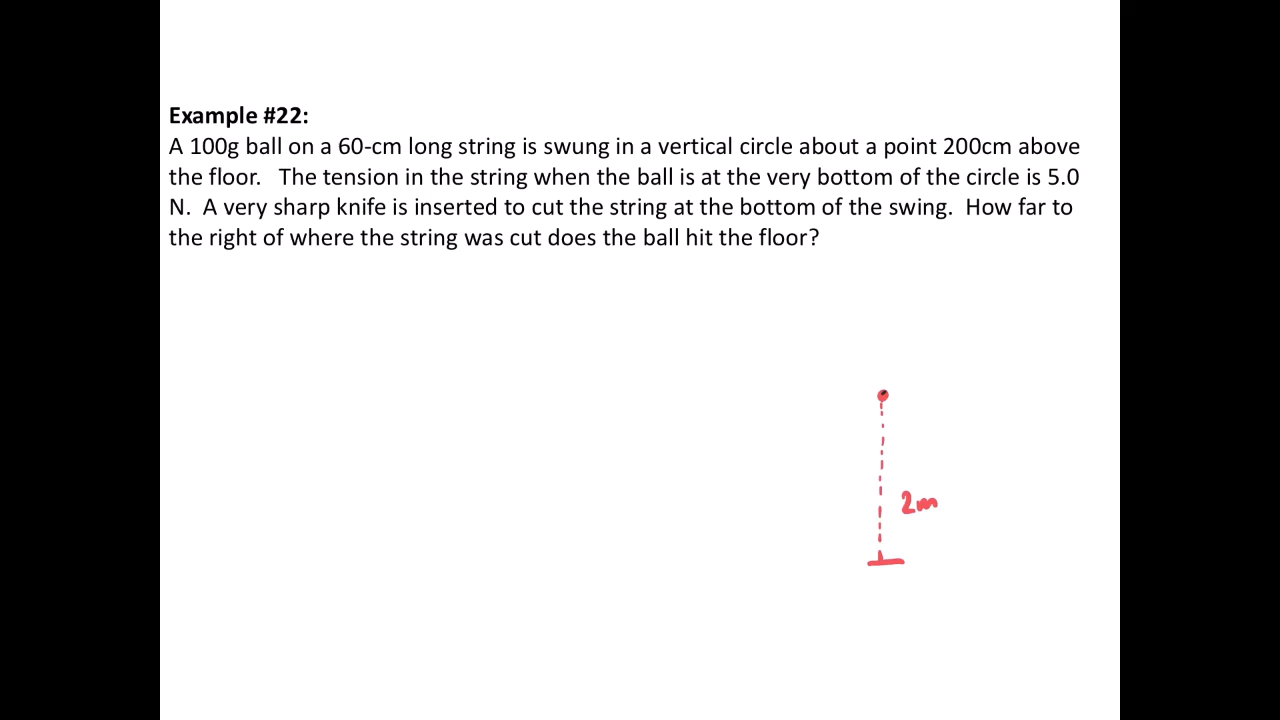 Example #22:
A 100g ball on a 60-cm long string is swung in a vertical circle about a point 200cm above
the floor.   The tension in the string when the ball is at the very bottom of the circle is 5.0
N.  A very sharp knife is inserted to cut the string at the bottom of the swing.  How far to
the right of where the string was cut does the ball hit the floor?
2m